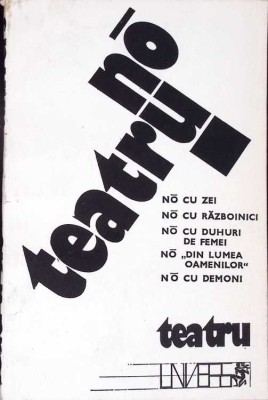 teatru nō
NŌ CU ZEI
NŌ CU RĂZBOINICI
NŌ CU DUHURI
DE FEMEI
NŌ „DIN LUMEA
OAMENILOR“
NŌ CU DEMONI
teatru
UNIVERS